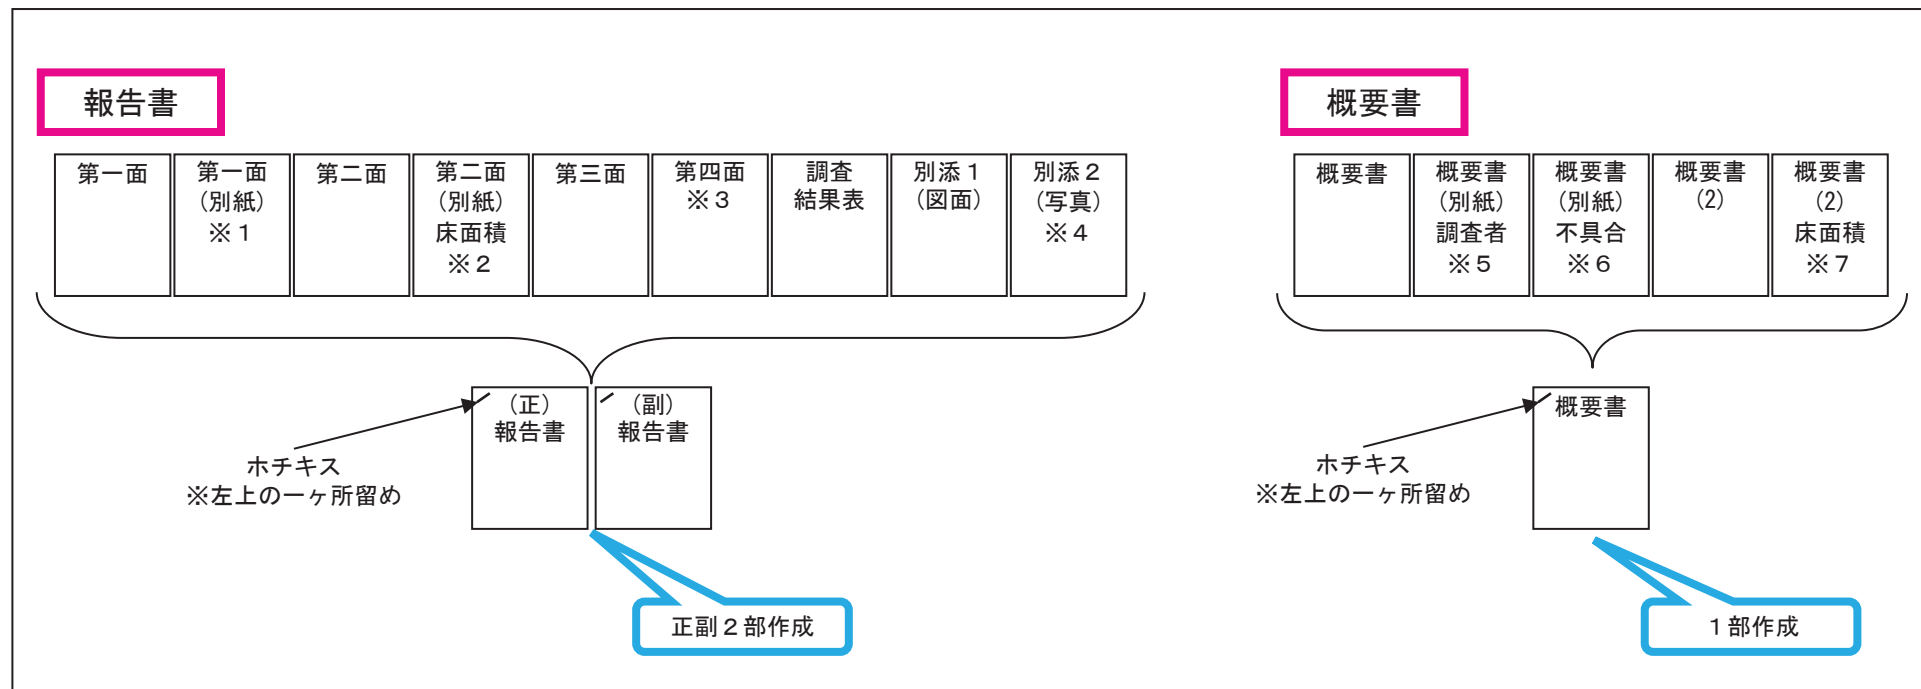 報告書
第一面
第一面
(別紙)
※1
第二面
第二面
(別紙)
床面積
※2
第三面
第四面
※3
調査
結果表
別添1
(図面)
別添2
(写真)
※4
(正)
報告書
(副)
報告書
ホチキス
※左上の一ヶ所留め
正副2部作成
概要書
概要書
概要書
(別紙)
調査者
※5
概要書
(別紙)
不具合
※6
概要書
(2)
概要書
(2)
床面積
※7
概要書
ホチキス
※左上の一ヶ所留め
1部作成